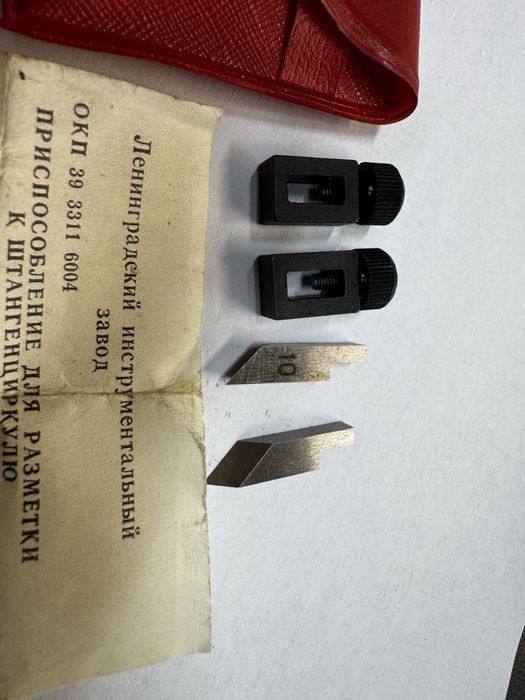 Ленинградский инструментальный
завод
ОКП 39 3311 6004
ПРИСПОСОБЛЕНИЕ ДЛЯ РАЗМЕТКИ
К ШТАНГЕНЦИРКУЛЮ
10